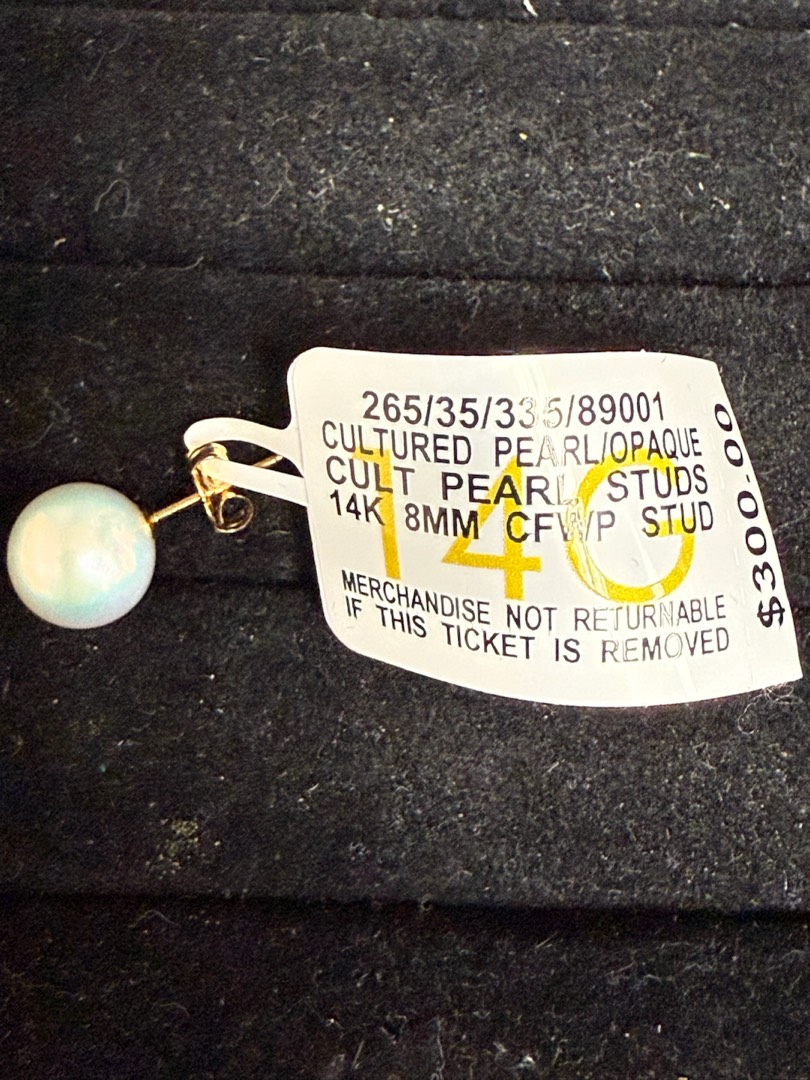 265/35/335/89001
CULTURED PEARL/OPAQUE
CULT PEARL STUDS
14K 8MM CFWP STUD
14G
MERCHANDISE NOT RETURNABLE
IF THIS TICKET IS REMOVED
$300.00